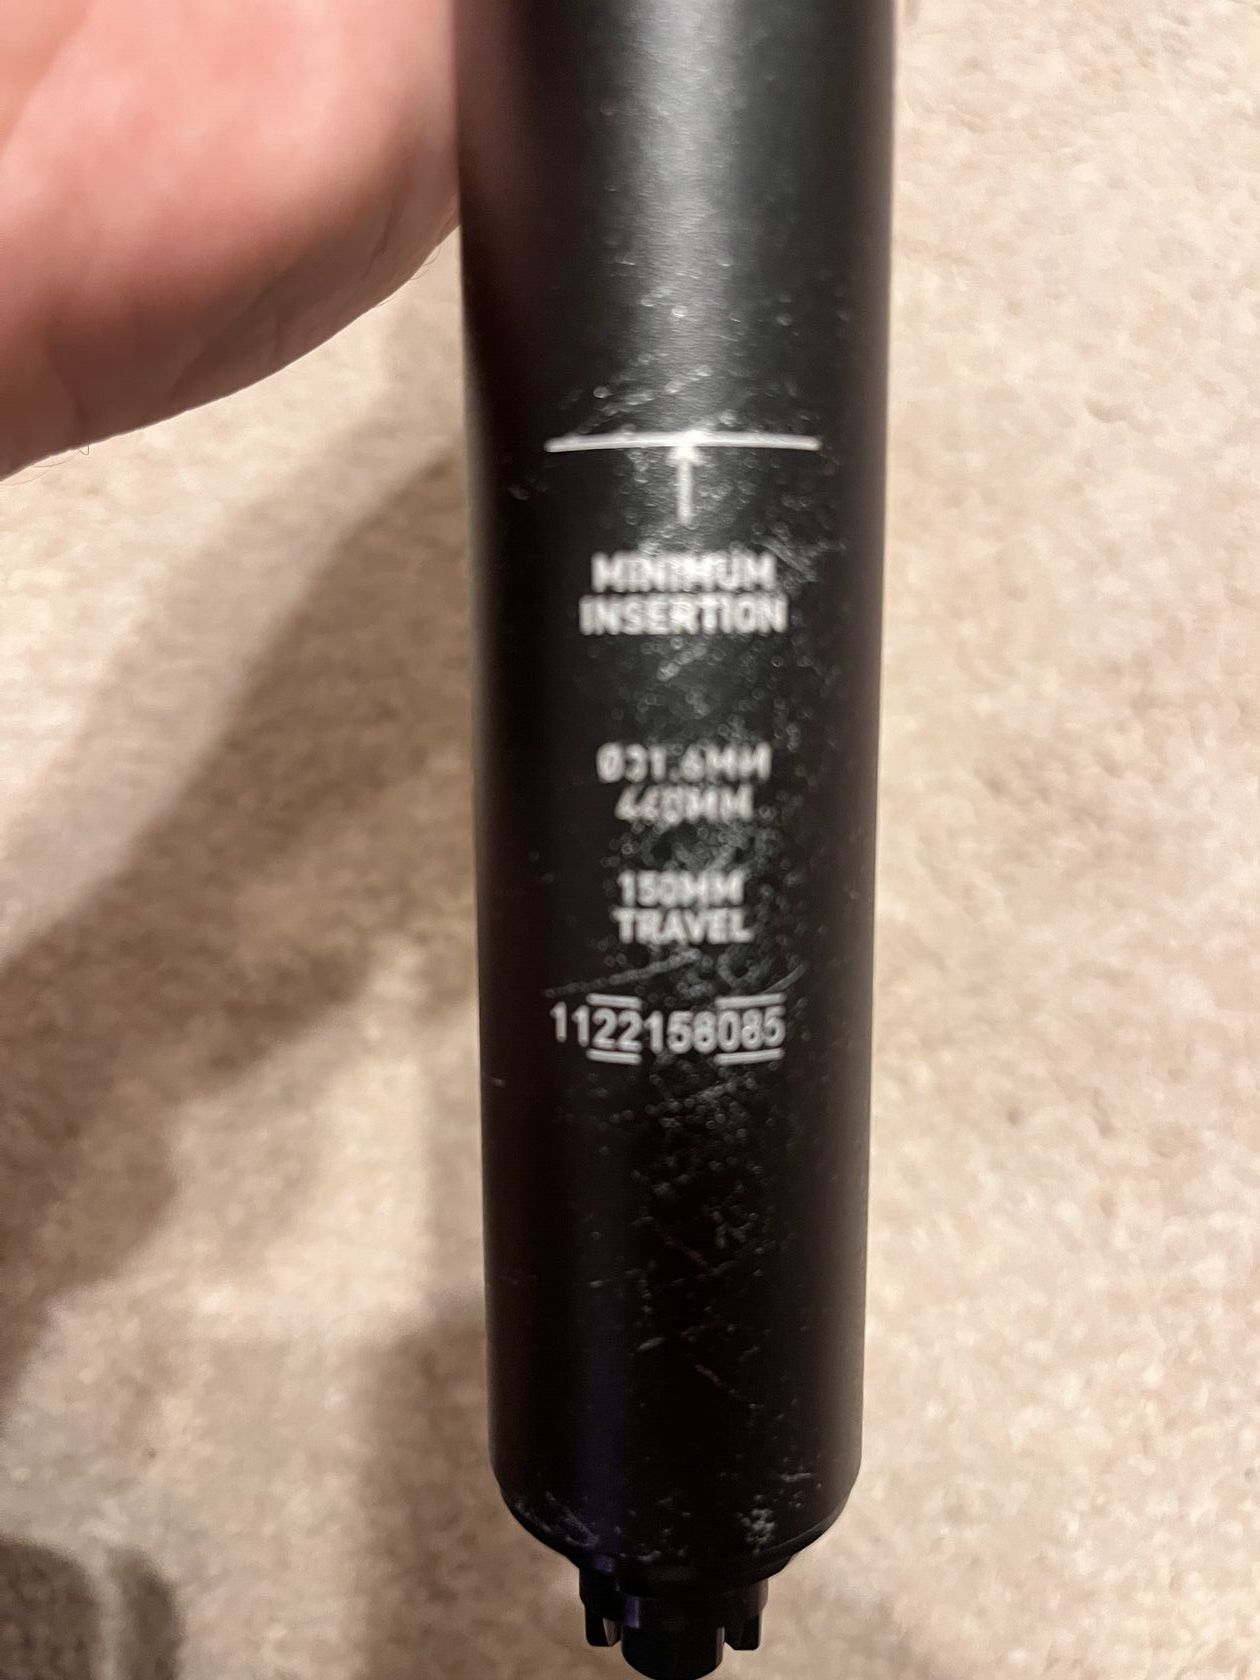 MINIMUM
INSERTION
Ø31.6MM
440MM
150MM
TRAVEL
1122158085